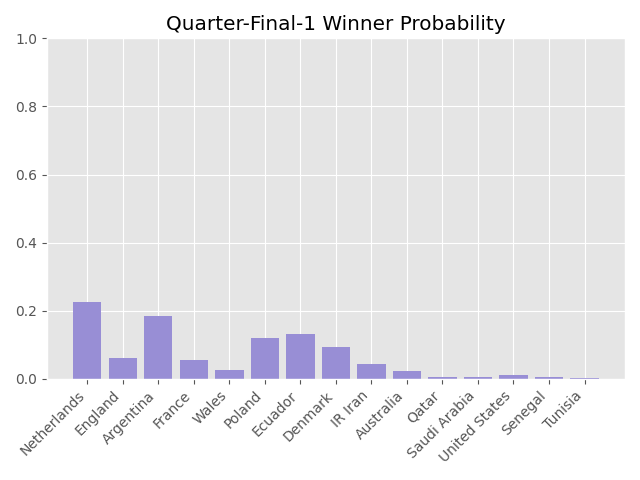 Quarter-Final-1 Winner Probability
1.0
0.8
0.6
0.4
0.2
0.0
Netherlands
England
Argentina
France
Wales
Poland
Ecuador
Denmark
IR Iran
Australia
Qatar
Saudi Arabia
United States
Senegal
Tunisia